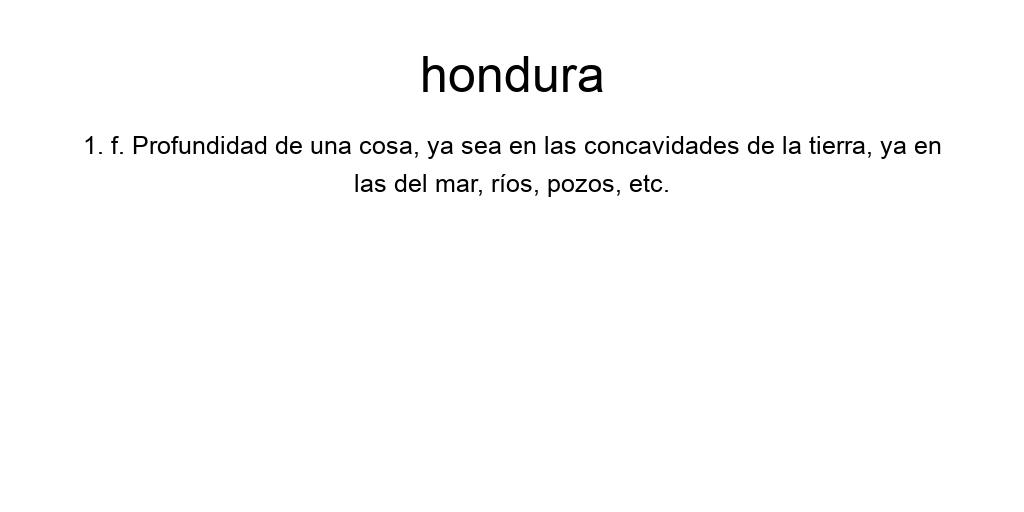 hondura
1. f. Profundidad de una cosa, ya sea en las concavidades de la tierra, ya en
las del mar, ríos, pozos, etc.